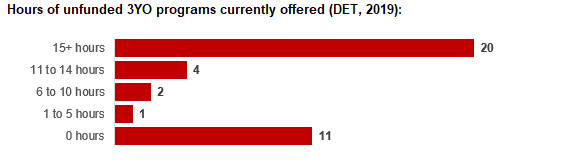 Hours of unfunded 3YO programs currently offered (DET, 2019):
15+ hours 20
11 to 14 hours 4
6 to 10 hours 2
1 to 5 hours 1
0 hours 11